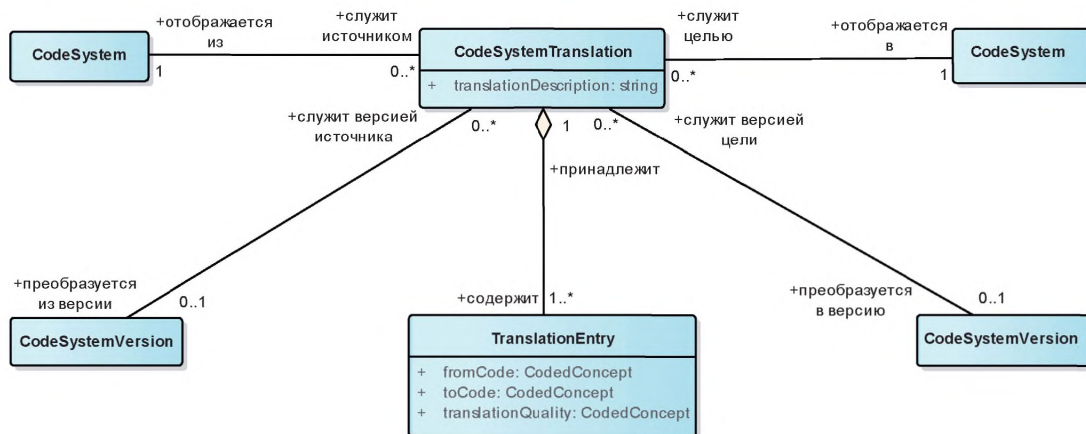 +отображается
из
+служит
источником
+служит
целью
+отображается
в
CodeSystem
CodeSystemTranslation
CodeSystem
1
0..*
+ translationDescription: string
0..*
1
+служит версией
источника
0..*
1
0..*
+служит версией
цели
+принадлежит
+преобразуется
из версии
0..1
+содержит
1..*
+преобразуется
в версию
0..1
CodeSystemVersion
TranslationEntry
CodeSystemVersion
+ fromCode: CodedConcept
+ toCode: CodedConcept
+ translationQuality: CodedConcept